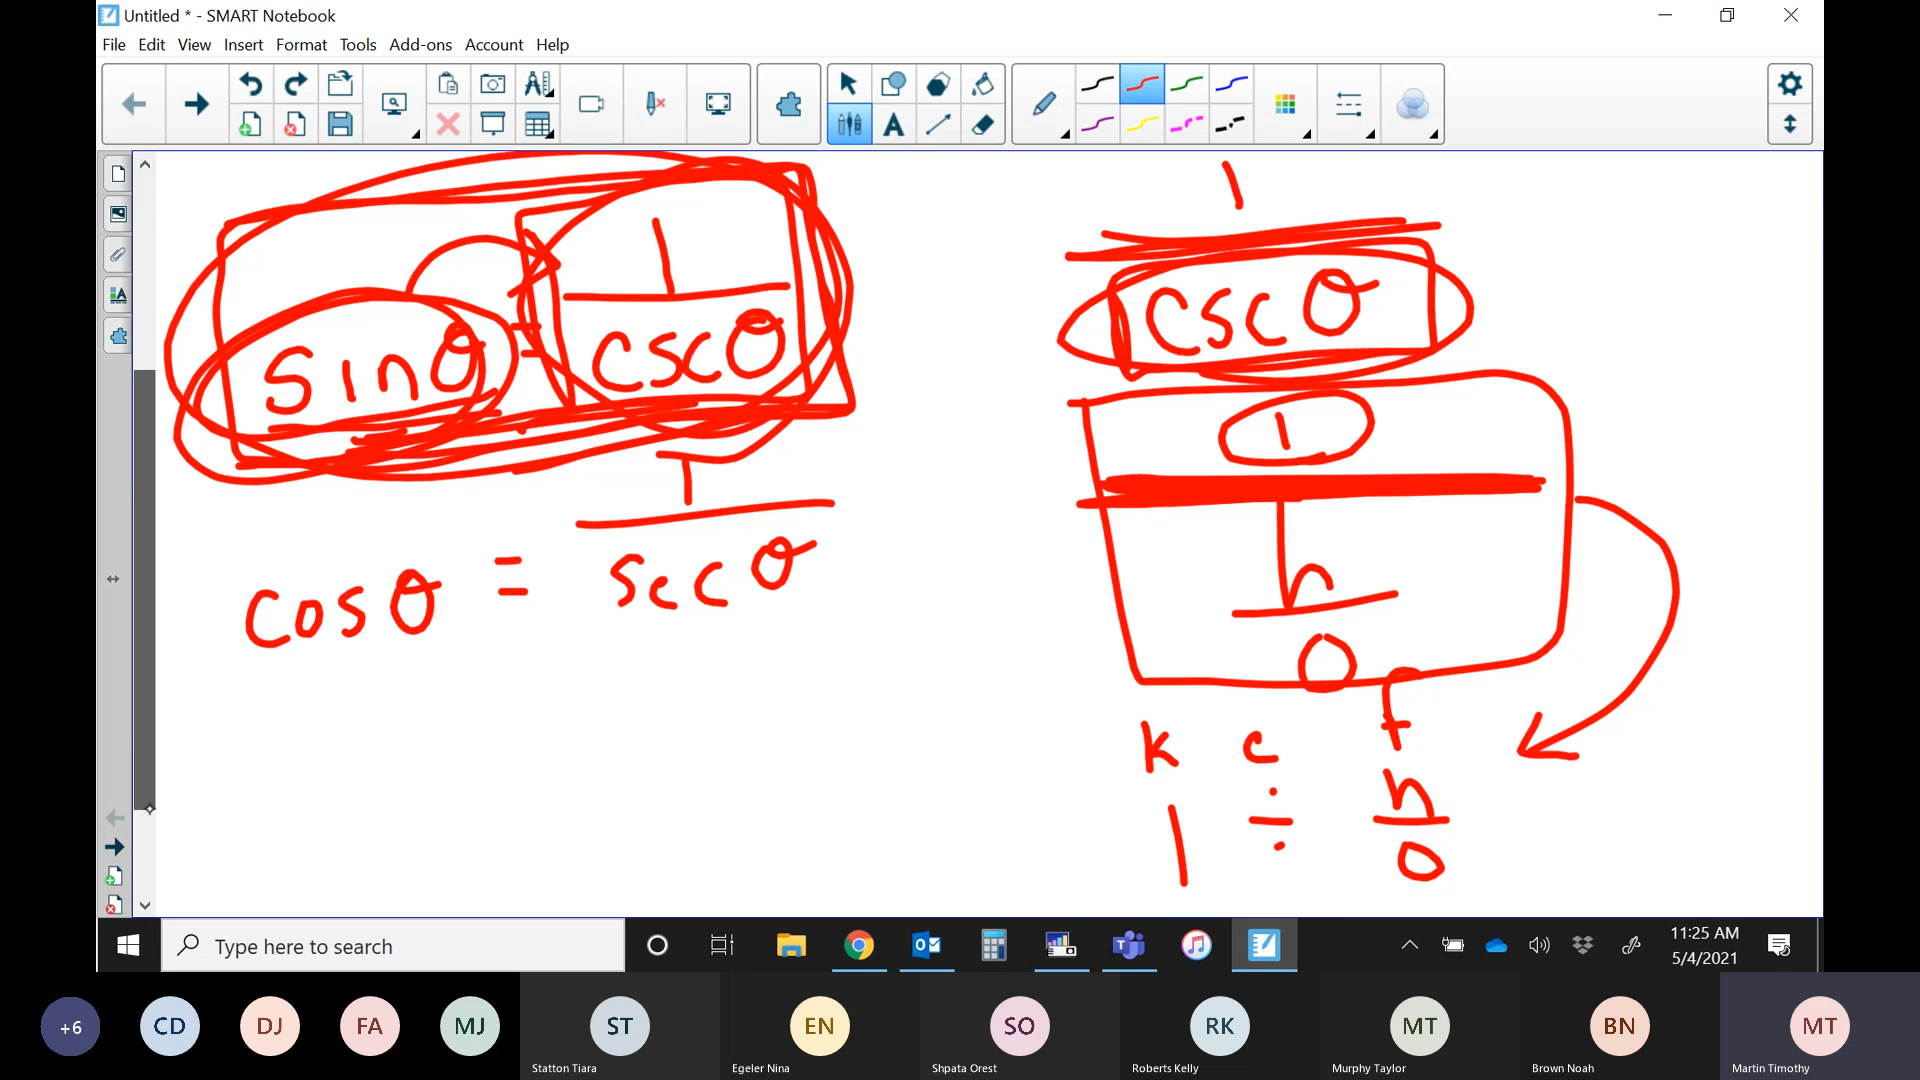 Untitled * - SMART Notebook
File Edit View Insert Format Tools Add-ons Account Help
sinθ = 1/cscθ
cosθ = 1/secθ
1
cscθ
1
h
o
k c f
1 ÷ h/o
Type here to search
11:25 AM
5/4/2021
+6 CD DJ FA MJ ST EN SO RK MT BN MT
Statton Tiara Egeler Nina Shpata Orest Roberts Kelly Murphy Taylor Brown Noah Martin Timothy